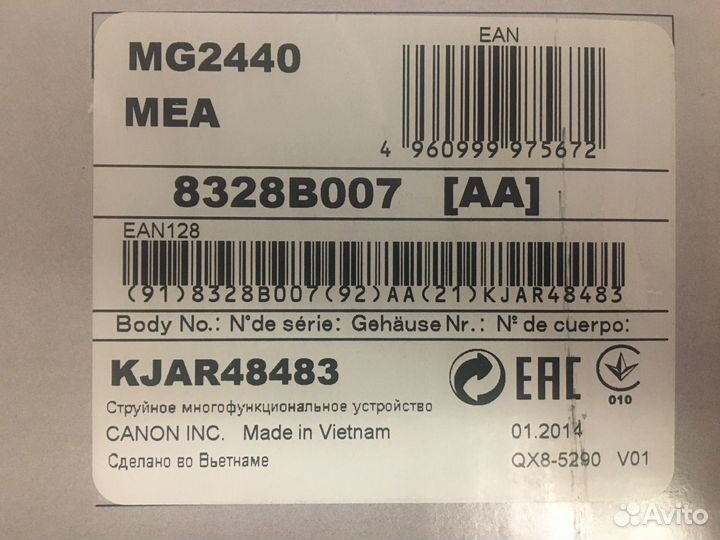 MG2440
EAN
MEA
4 960999 975672
8328B007 [AA]
EAN128
(91)8328B007(92)AA(21)KJAR48483
Body No.: N°de série: Gehäuse Nr.: Nº de cuerpo:
KJAR48483
EAC
010
Струйное многофункциональное устройство
CANON INC. Made in Vietnam 01.2014
Сделано во Вьетнаме QX8-5290 V01
Avito